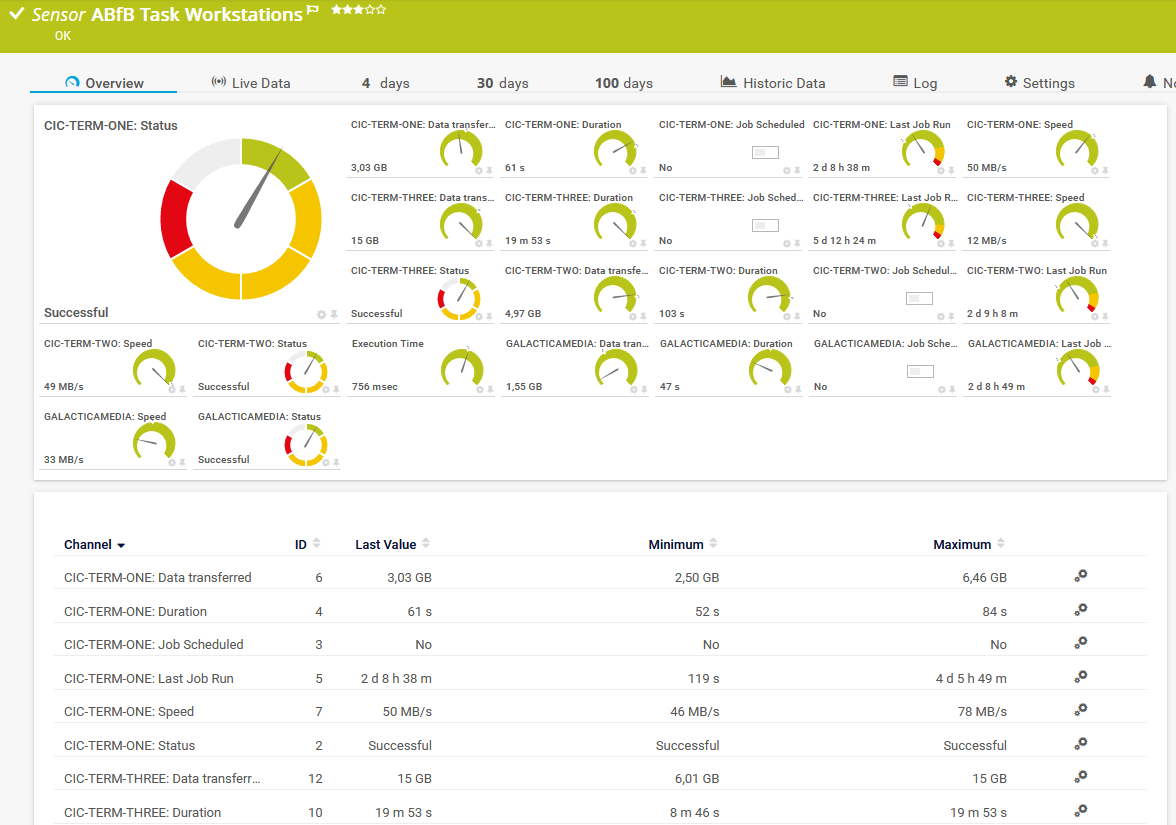 Sensor ABfB Task Workstations
OK
Overview Live Data 4 days 30 days 100 days Historic Data Log Settings No
CIC-TERM-ONE: Status
Successful
CIC-TERM-ONE: Data transfer... CIC-TERM-ONE: Duration CIC-TERM-ONE: Job Scheduled CIC-TERM-ONE: Last Job Run CIC-TERM-ONE: Speed
3,03 GB 61 s No 2 d 8 h 38 m 50 MB/s
CIC-TERM-THREE: Data trans... CIC-TERM-THREE: Duration CIC-TERM-THREE: Job Sched... CIC-TERM-THREE: Last Job R... CIC-TERM-THREE: Speed
15 GB 19 m 53 s No 5 d 12 h 24 m 12 MB/s
CIC-TERM-THREE: Status CIC-TERM-TWO: Data transfe... CIC-TERM-TWO: Duration CIC-TERM-TWO: Job Schedul... CIC-TERM-TWO: Last Job Run
Successful 4,97 GB 103 s No 2 d 9 h 8 m
CIC-TERM-TWO: Speed CIC-TERM-TWO: Status Execution Time GALACTICAMEDIA: Data tran... GALACTICAMEDIA: Duration GALACTICAMEDIA: Job Sche... GALACTICAMEDIA: Last Job ...
49 MB/s Successful 756 msec 1,55 GB 47 s No 2 d 8 h 49 m
GALACTICAMEDIA: Speed GALACTICAMEDIA: Status
33 MB/s Successful
Channel ID Last Value Minimum Maximum
CIC-TERM-ONE: Data transferred 6 3,03 GB 2,50 GB 6,46 GB
CIC-TERM-ONE: Duration 4 61 s 52 s 84 s
CIC-TERM-ONE: Job Scheduled 3 No No No
CIC-TERM-ONE: Last Job Run 5 2 d 8 h 38 m 119 s 4 d 5 h 49 m
CIC-TERM-ONE: Speed 7 50 MB/s 46 MB/s 78 MB/s
CIC-TERM-ONE: Status 2 Successful Successful Successful
CIC-TERM-THREE: Data transferr... 12 15 GB 6,01 GB 15 GB
CIC-TERM-THREE: Duration 10 19 m 53 s 8 m 46 s 19 m 53 s